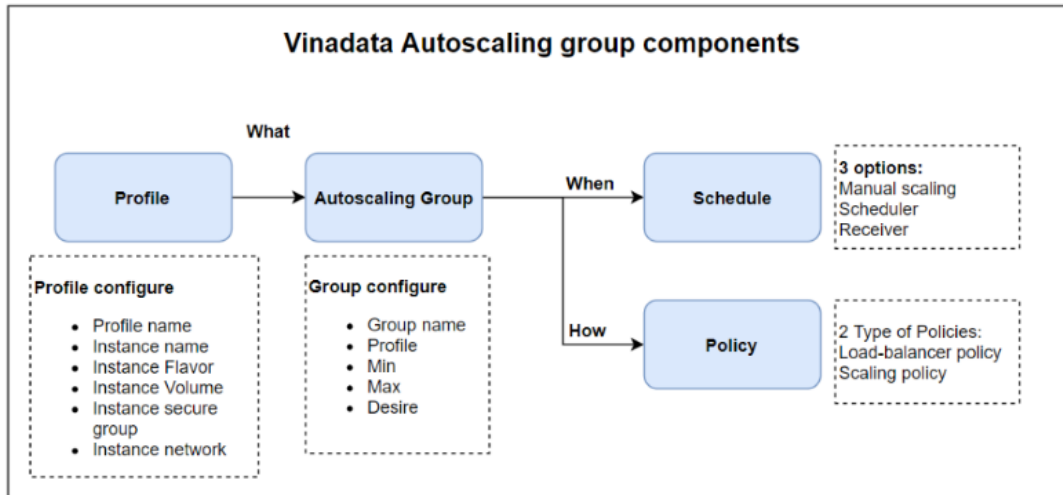 Vinadata Autoscaling group components
What
Profile
Autoscaling Group
When
Schedule
3 options:
Manual scaling
Scheduler
Receiver
Profile configure
• Profile name
• Instance name
• Instance Flavor
• Instance Volume
• Instance secure
group
• Instance network
Group configure
• Group name
• Profile
• Min
• Max
• Desire
How
Policy
2 Type of Policies:
Load-balancer policy
Scaling policy